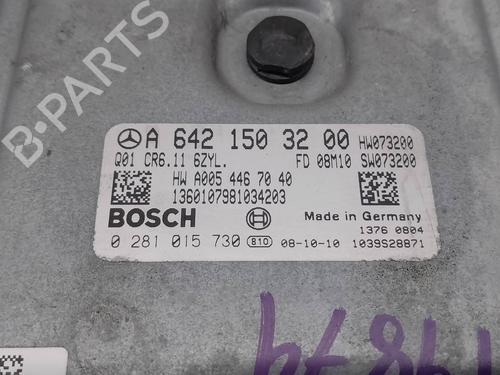 A 642 150 32 00 HW073200
Q01 CR6.11 6ZYL. FD 08M10 SW073200
HW A005 446 70 40
1360107981034203
BOSCH Made in Germany
1376 0804
0 281 015 730 810 08-10-10 1039S28871
B-PARTS